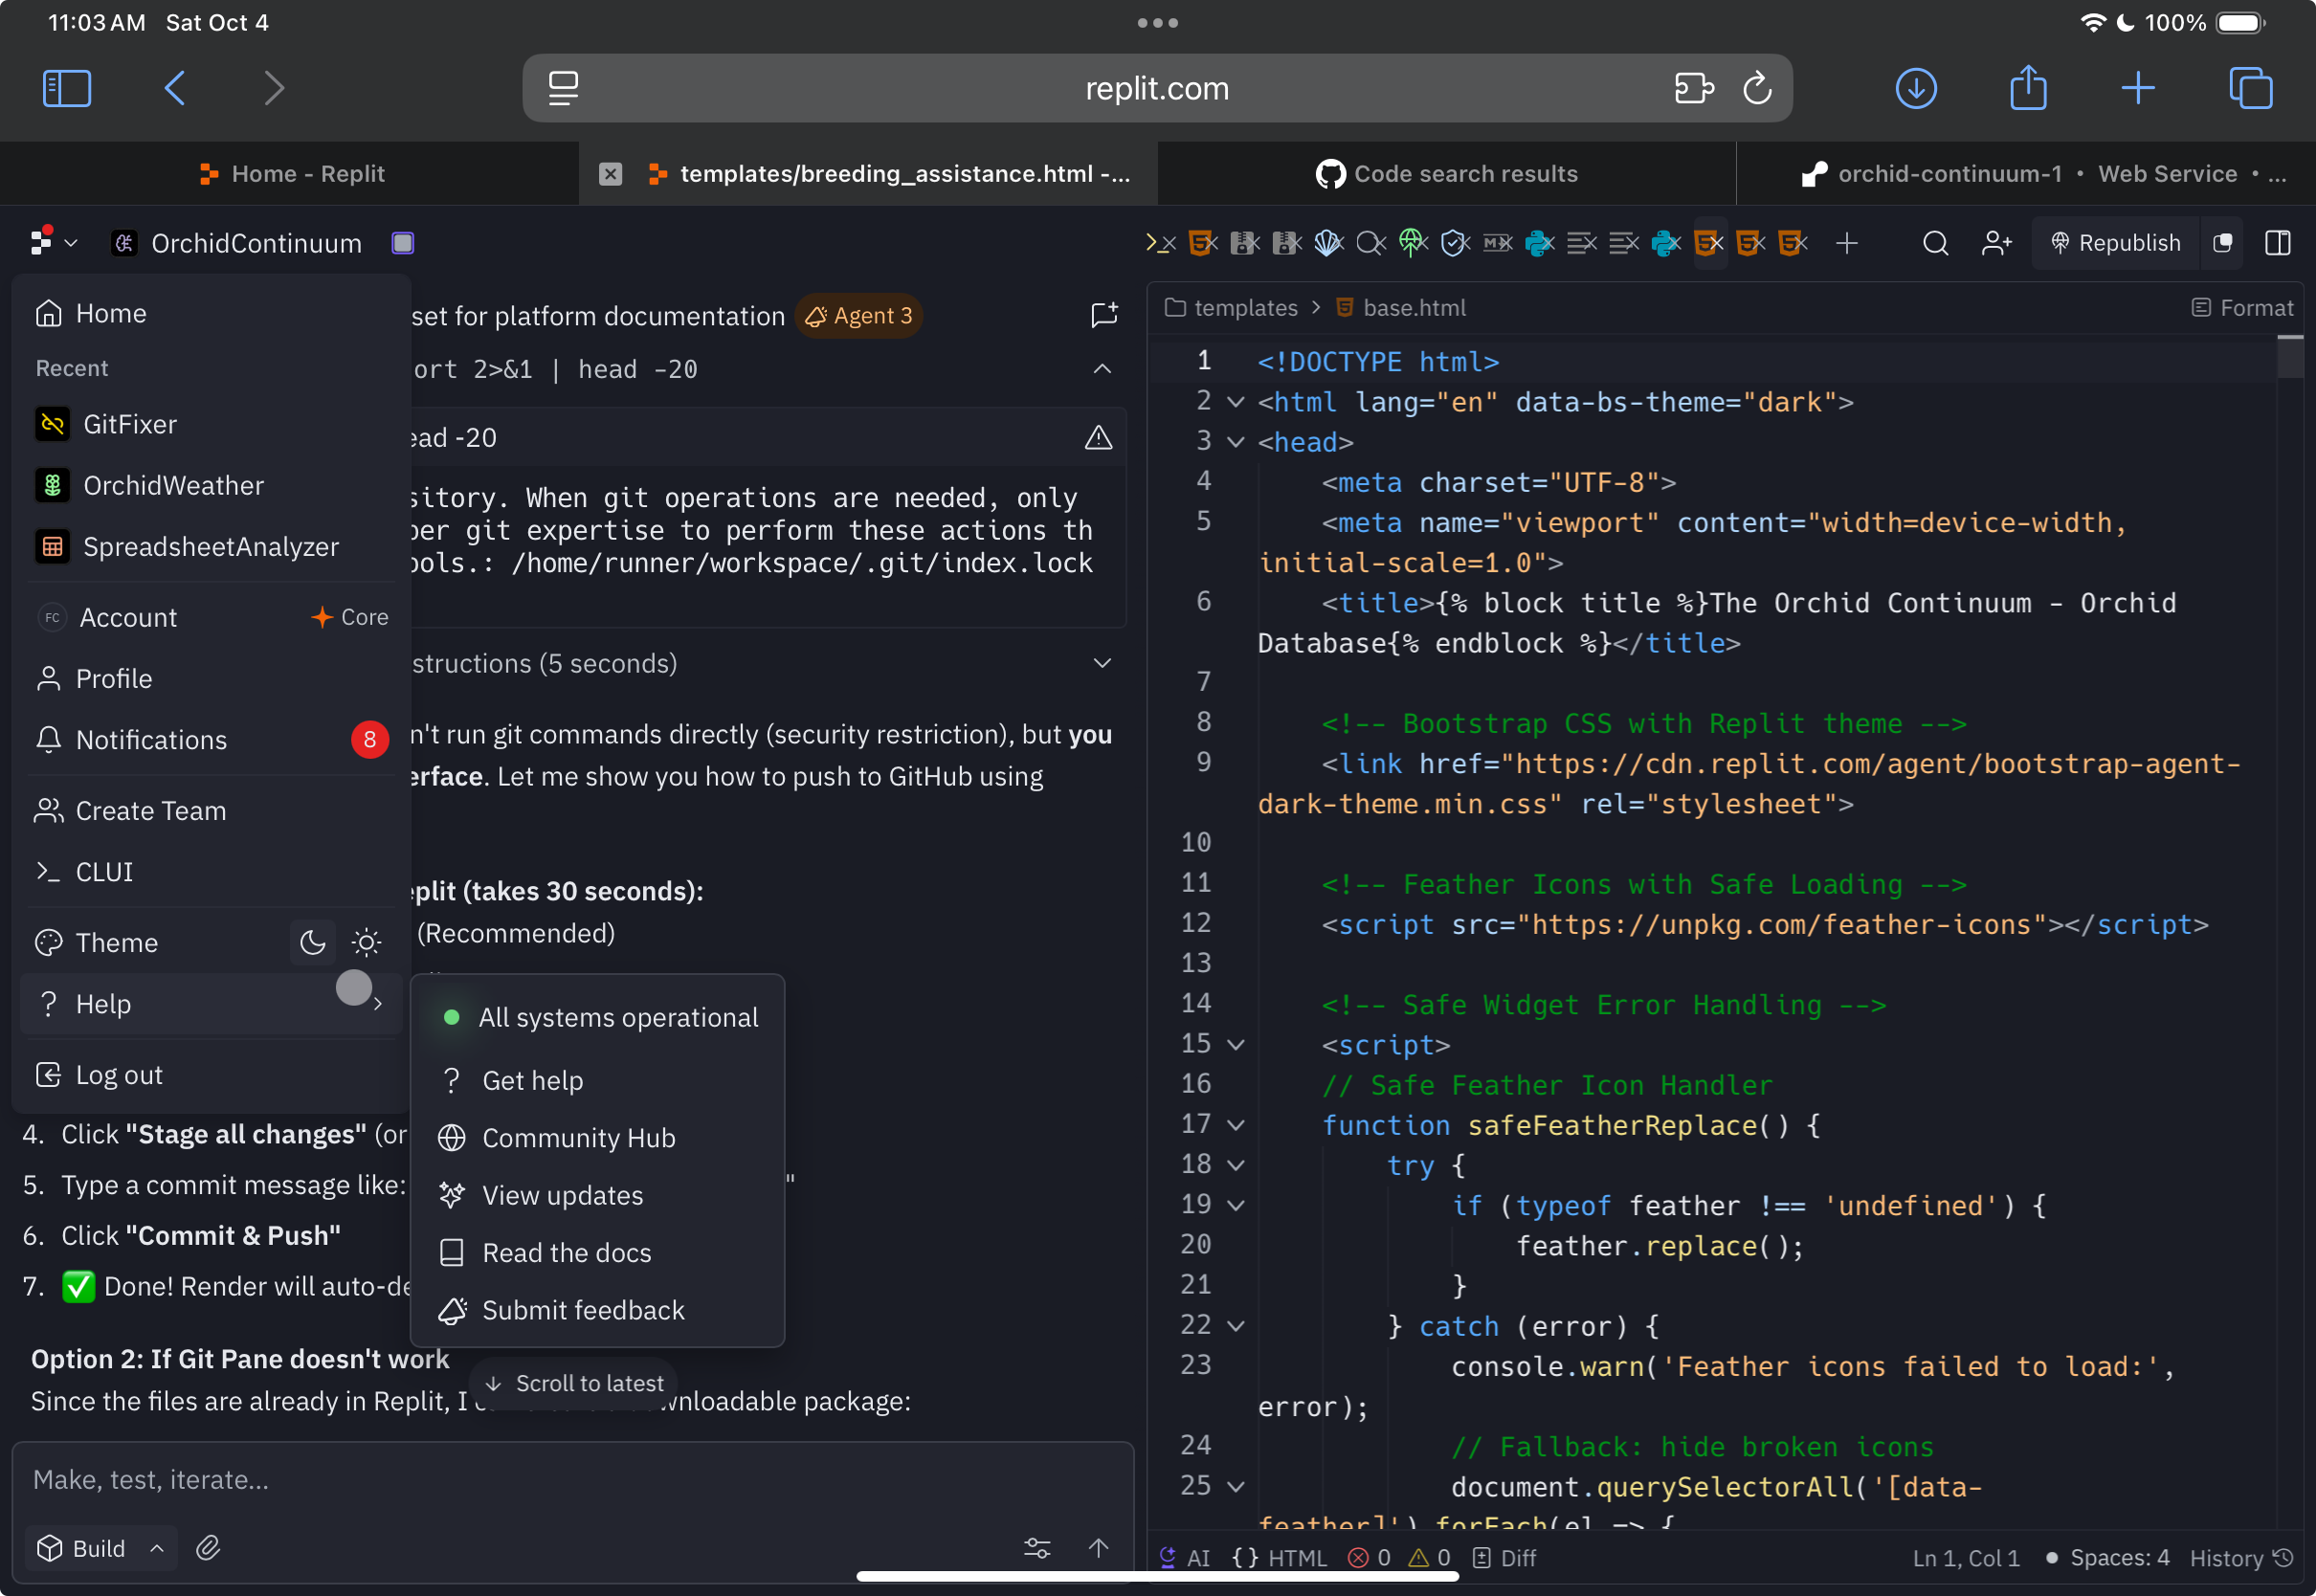 11:03 AM Sat Oct 4
100%
replit.com
Home - Replit
templates/breeding_assistance.html -...
Code search results
orchid-continuum-1 • Web Service • ...
OrchidContinuum
Republish
Home
Recent
GitFixer
OrchidWeather
SpreadsheetAnalyzer
FC Account Core
Profile
Notifications 8
Create Team
CLUI
Theme
Help
Log out
All systems operational
Get help
Community Hub
View updates
Read the docs
Submit feedback
set for platform documentation Agent 3
ort 2>&1 | head -20
ead -20
sitory. When git operations are needed, only
per git expertise to perform these actions th
ools.: /home/runner/workspace/.git/index.lock
structions (5 seconds)
n't run git commands directly (security restriction), but you
erface. Let me show you how to push to GitHub using
eplit (takes 30 seconds):
(Recommended)
4. Click "Stage all changes" (or
5. Type a commit message like: "
6. Click "Commit & Push"
7. ✅ Done! Render will auto-de
Option 2: If Git Pane doesn't work
Since the files are already in Replit, I wnloadable package:
Scroll to latest
Make, test, iterate...
Build
templates > base.html
Format
1 <!DOCTYPE html>
2 <html lang="en" data-bs-theme="dark">
3 <head>
4 <meta charset="UTF-8">
5 <meta name="viewport" content="width=device-width,
initial-scale=1.0">
6 <title>{% block title %}The Orchid Continuum - Orchid
Database{% endblock %}</title>
7
8 <!-- Bootstrap CSS with Replit theme -->
9 <link href="https://cdn.replit.com/agent/bootstrap-agent-
dark-theme.min.css" rel="stylesheet">
10
11 <!-- Feather Icons with Safe Loading -->
12 <script src="https://unpkg.com/feather-icons"></script>
13
14 <!-- Safe Widget Error Handling -->
15 <script>
16 // Safe Feather Icon Handler
17 function safeFeatherReplace() {
18 try {
19 if (typeof feather !== 'undefined') {
20 feather.replace();
21 }
22 } catch (error) {
23 console.warn('Feather icons failed to load:',
error);
24 // Fallback: hide broken icons
25 document.querySelectorAll('[data-
feather]').forEach(el => {
AI {} HTML 0 0 Diff
Ln 1, Col 1 • Spaces: 4 History